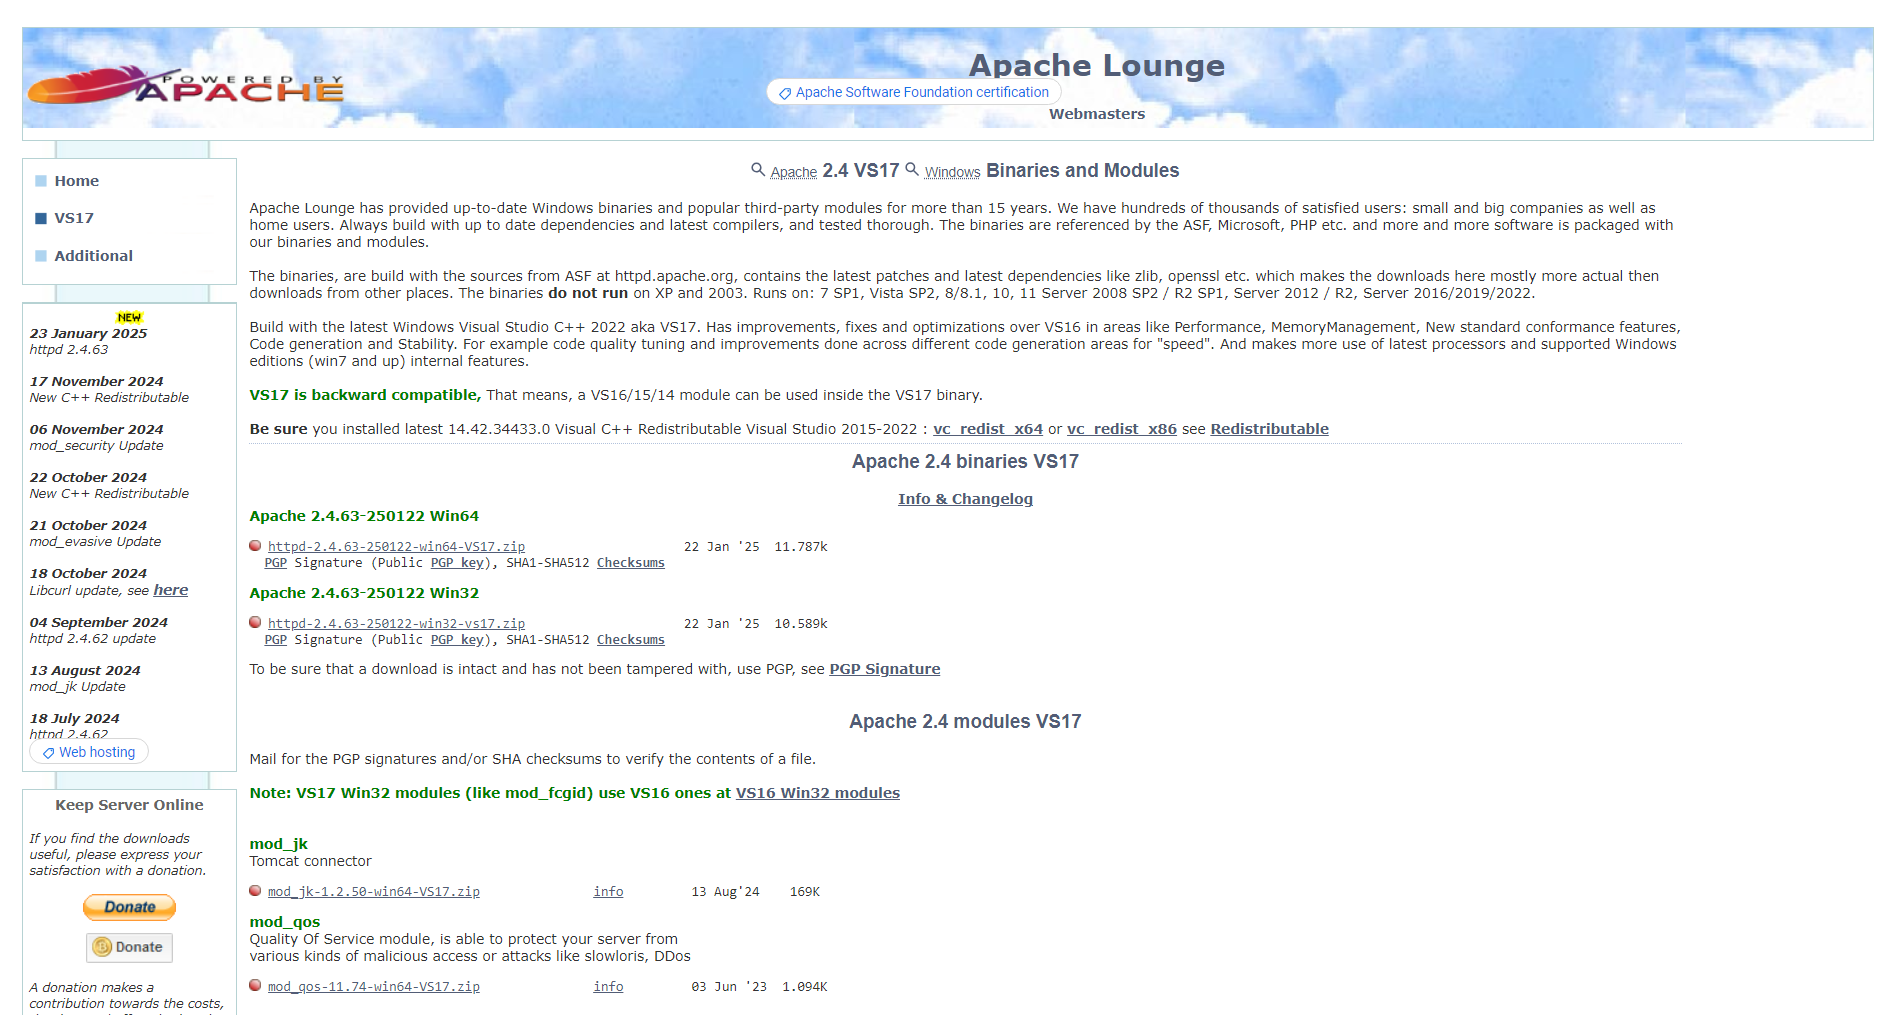 POWERED BY
APACHE
Apache Lounge
Apache Software Foundation certification
Webmasters
Home
VS17
Additional
NEW
23 January 2025
httpd 2.4.63
17 November 2024
New C++ Redistributable
06 November 2024
mod_security Update
22 October 2024
New C++ Redistributable
21 October 2024
mod_evasive Update
18 October 2024
Libcurl update, see here
04 September 2024
httpd 2.4.62 update
13 August 2024
mod_jk Update
18 July 2024
httpd 2.4.62
Web hosting
Keep Server Online
If you find the downloads
useful, please express your
satisfaction with a donation.
Donate
Donate
A donation makes a
contribution towards the costs,
Apache 2.4 VS17 Windows Binaries and Modules
Apache Lounge has provided up-to-date Windows binaries and popular third-party modules for more than 15 years. We have hundreds of thousands of satisfied users: small and big companies as well as
home users. Always build with up to date dependencies and latest compilers, and tested thorough. The binaries are referenced by the ASF, Microsoft, PHP etc. and more and more software is packaged with
our binaries and modules.
The binaries, are build with the sources from ASF at httpd.apache.org, contains the latest patches and latest dependencies like zlib, openssl etc. which makes the downloads here mostly more actual then
downloads from other places. The binaries do not run on XP and 2003. Runs on: 7 SP1, Vista SP2, 8/8.1, 10, 11 Server 2008 SP2 / R2 SP1, Server 2012 / R2, Server 2016/2019/2022.
Build with the latest Windows Visual Studio C++ 2022 aka VS17. Has improvements, fixes and optimizations over VS16 in areas like Performance, MemoryManagement, New standard conformance features,
Code generation and Stability. For example code quality tuning and improvements done across different code generation areas for "speed". And makes more use of latest processors and supported Windows
editions (win7 and up) internal features.
VS17 is backward compatible, That means, a VS16/15/14 module can be used inside the VS17 binary.
Be sure you installed latest 14.42.34433.0 Visual C++ Redistributable Visual Studio 2015-2022 : vc_redist_x64 or vc_redist_x86 see Redistributable
Apache 2.4 binaries VS17
Info & Changelog
Apache 2.4.63-250122 Win64
httpd-2.4.63-250122-win64-VS17.zip 22 Jan '25 11.787k
PGP Signature (Public PGP key), SHA1-SHA512 Checksums
Apache 2.4.63-250122 Win32
httpd-2.4.63-250122-win32-vs17.zip 22 Jan '25 10.589k
PGP Signature (Public PGP key), SHA1-SHA512 Checksums
To be sure that a download is intact and has not been tampered with, use PGP, see PGP Signature
Apache 2.4 modules VS17
Mail for the PGP signatures and/or SHA checksums to verify the contents of a file.
Note: VS17 Win32 modules (like mod_fcgid) use VS16 ones at VS16 Win32 modules
mod_jk
Tomcat connector
mod_jk-1.2.50-win64-VS17.zip info 13 Aug'24 169K
mod_qos
Quality Of Service module, is able to protect your server from
various kinds of malicious access or attacks like slowloris, DDos
mod_qos-11.74-win64-VS17.zip info 03 Jun '23 1.094K